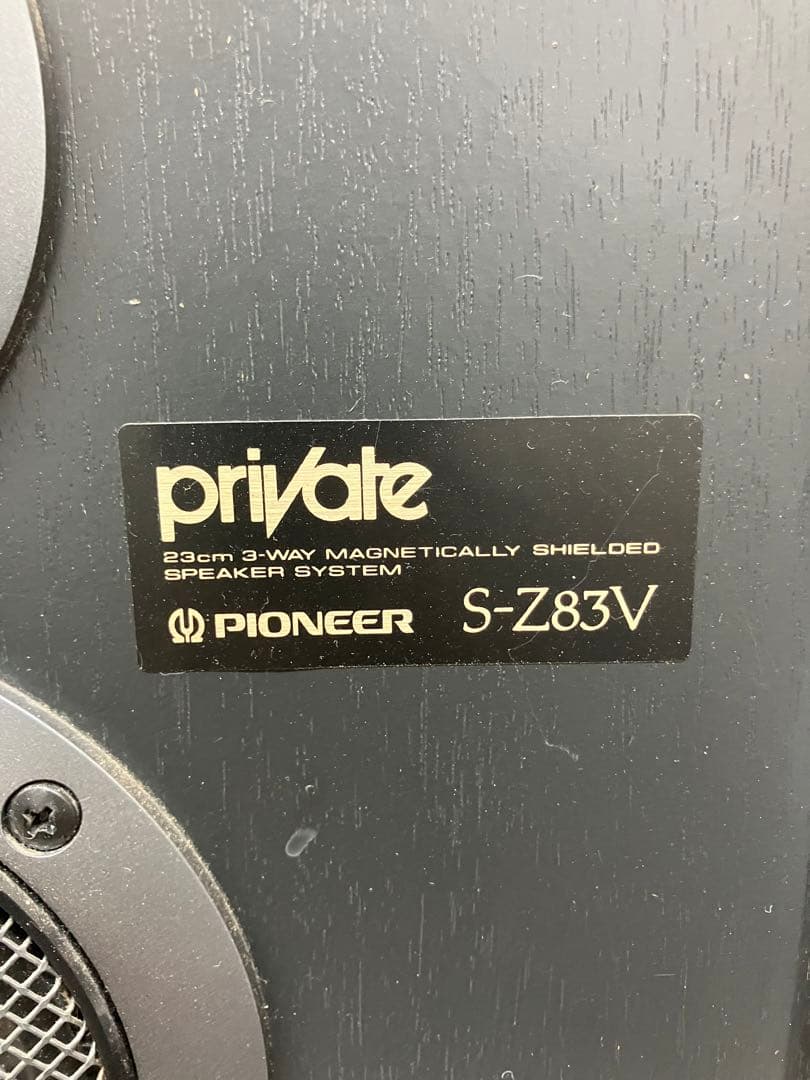 private
23cm 3-WAY MAGNETICALLY SHIELDED
SPEAKER SYSTEM
PIONEER S-Z83V